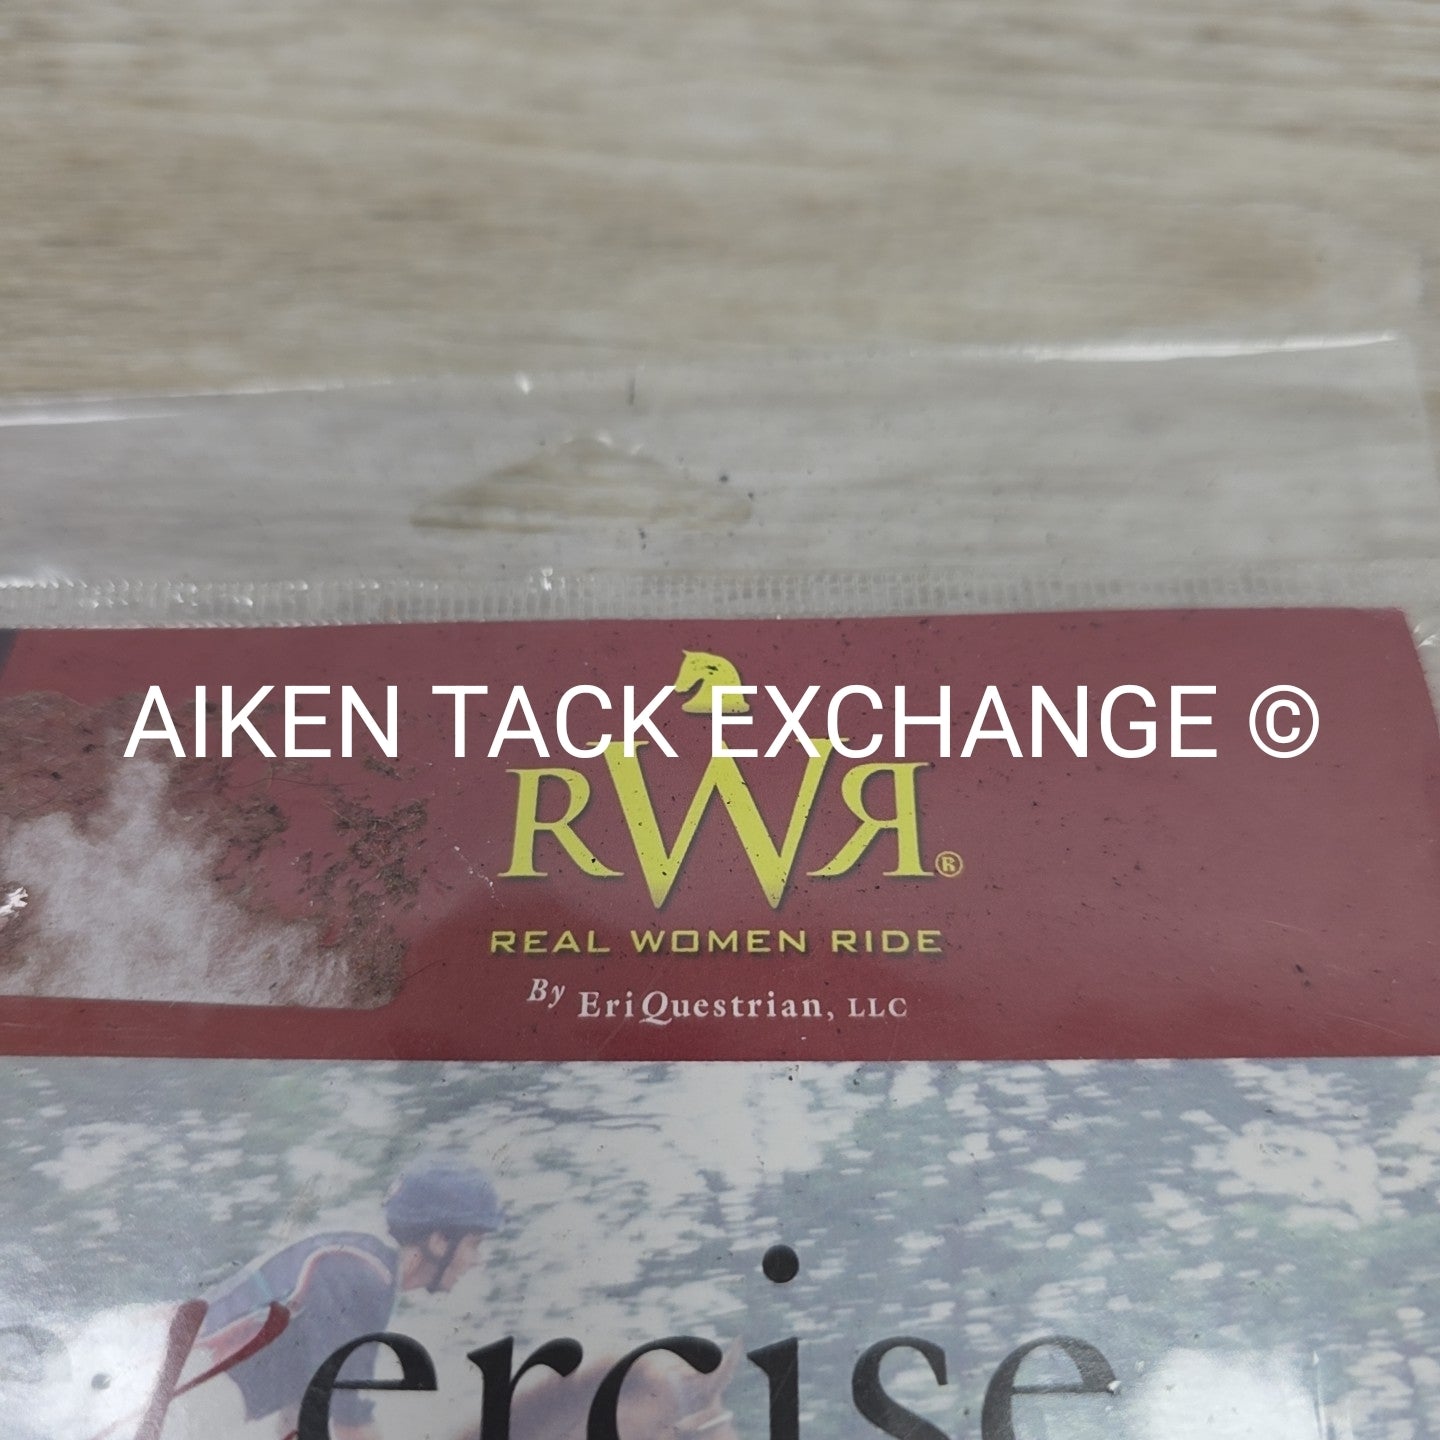 AIKEN TACK EXCHANGE ©
RWR®
REAL WOMEN RIDE
By EriQuestrian, LLC
ercise